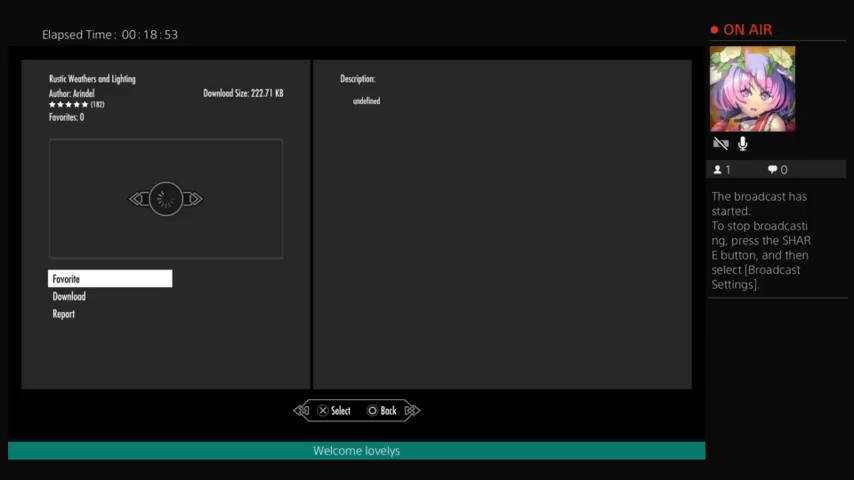 Elapsed Time: 00:18:53
ON AIR
Rustic Weathers and Lighting
Author: Arindel
Download Size: 222.71 KB
(182)
Favorites: 0
Description:
undefined
Favorite
Download
Report
Select
Back
Welcome lovelys
1
0
The broadcast has
started.
To stop broadcasti
ng, press the SHAR
E button, and then
select [Broadcast
Settings].